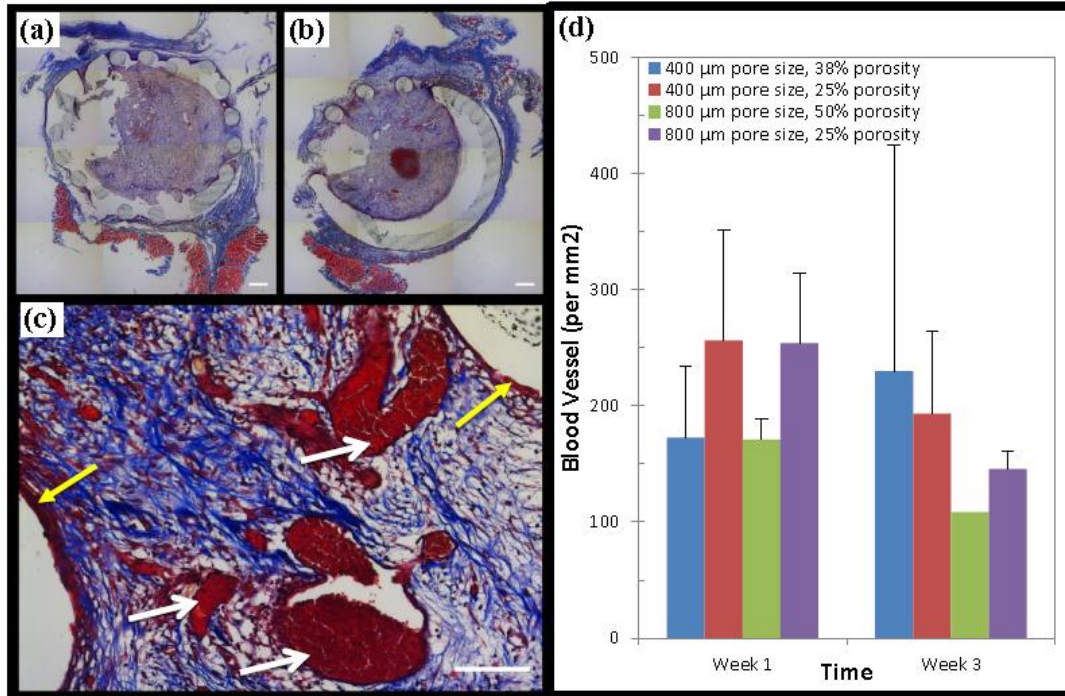 (a)
(b)
(c)
(d)
400 µm pore size, 38% porosity
400 µm pore size, 25% porosity
800 µm pore size, 50% porosity
800 µm pore size, 25% porosity
Blood Vessel (per mm2)
500
400
300
200
100
0
Week 1
Week 3
Time